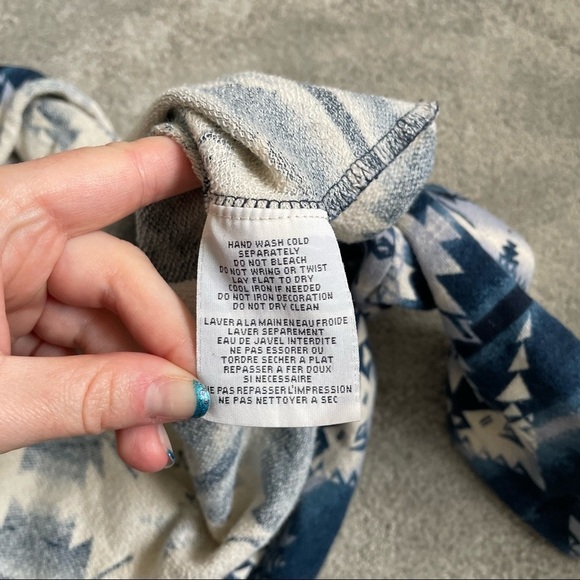 HAND WASH COLD
SEPARATELY
DO NOT BLEACH
DO NOT WRING OR TWIST
LAY FLAT TO DRY
COOL IRON IF NEEDED
DO NOT IRON DECORATION
DO NOT DRY CLEAN
LAVER A LA MAIN EN EAU FROIDE
LAVER SEPAREMENT
EAU DE JAVEL INTERDITE
NE PAS ESSORER OU
TORDRE SECHER A PLAT
REPASSER A FER DOUX
SI NECESSAIRE
NE PAS REPASSER L'IMPRESSION
NE PAS NETTOYER A SEC